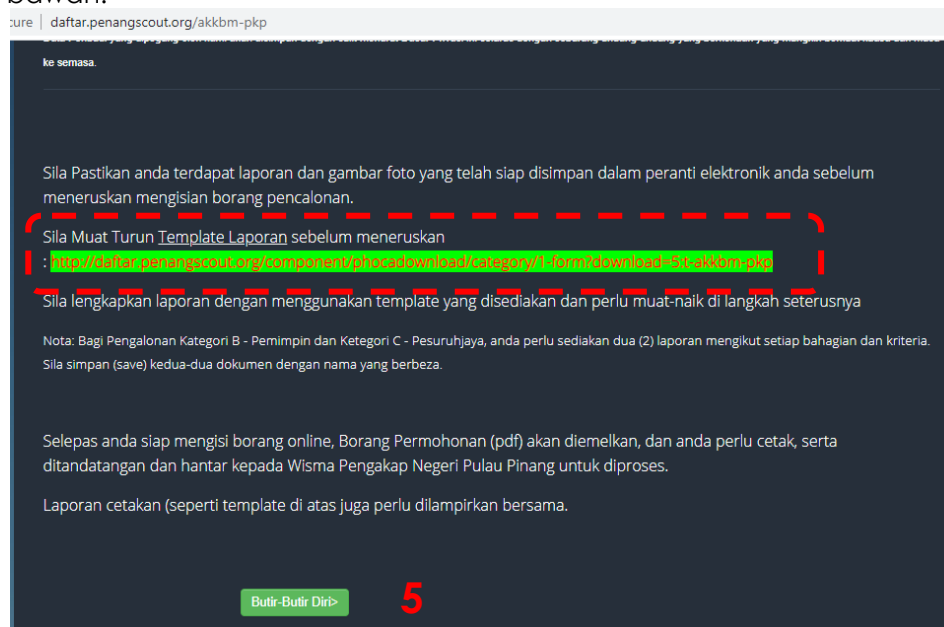 bawah.
cure | daftar.penangscout.org/akkbm-pkp
ke semasa.
Sila Pastikan anda terdapat laporan dan gambar foto yang telah siap disimpan dalam peranti elektronik anda sebelum
meneruskan mengisian borang pencalonan.
Sila Muat Turun Template Laporan sebelum meneruskan
: http://daftar.penangscout.org/component/phocadownload/category/1-form?download=5:t-akkbm-pkp
Sila lengkapkan laporan dengan menggunakan template yang disediakan dan perlu muat-naik di langkah seterusnya
Nota: Bagi Pengalonan Kategori B - Pemimpin dan Ketegori C - Pesuruhjaya, anda perlu sediakan dua (2) laporan mengikut setiap bahagian dan kriteria.
Sila simpan (save) kedua-dua dokumen dengan nama yang berbeza.
Selepas anda siap mengisi borang online, Borang Permohonan (pdf) akan diemelkan, dan anda perlu cetak, serta
ditandatangan dan hantar kepada Wisma Pengakap Negeri Pulau Pinang untuk diproses.
Laporan cetakan (seperti template di atas juga perlu dilampirkan bersama.
Butir-Butir Diri> 5